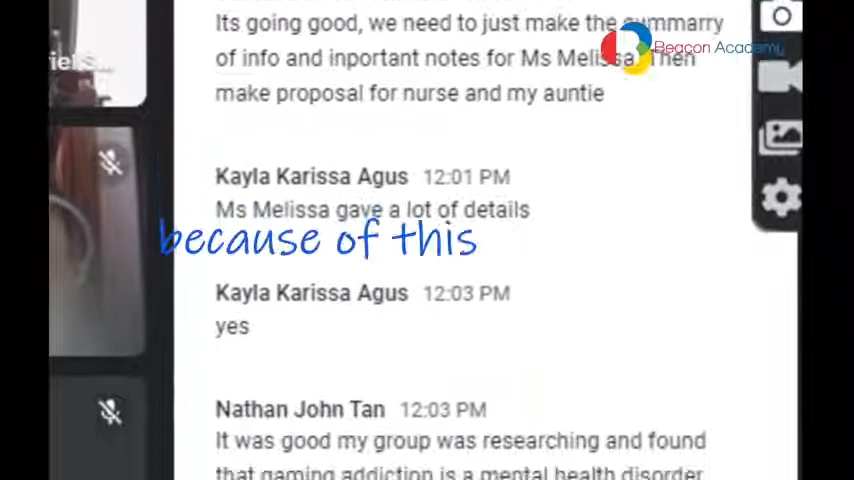 Its going good, we need to just make the summarry
of info and inportant notes for Ms Melissa. Then
make proposal for nurse and my auntie
Beacon Academy
Kayla Karissa Agus 12:01 PM
Ms Melissa gave a lot of details
because of this
Kayla Karissa Agus 12:03 PM
yes
Nathan John Tan 12:03 PM
It was good my group was researching and found
that gaming addiction is a mental health disorder